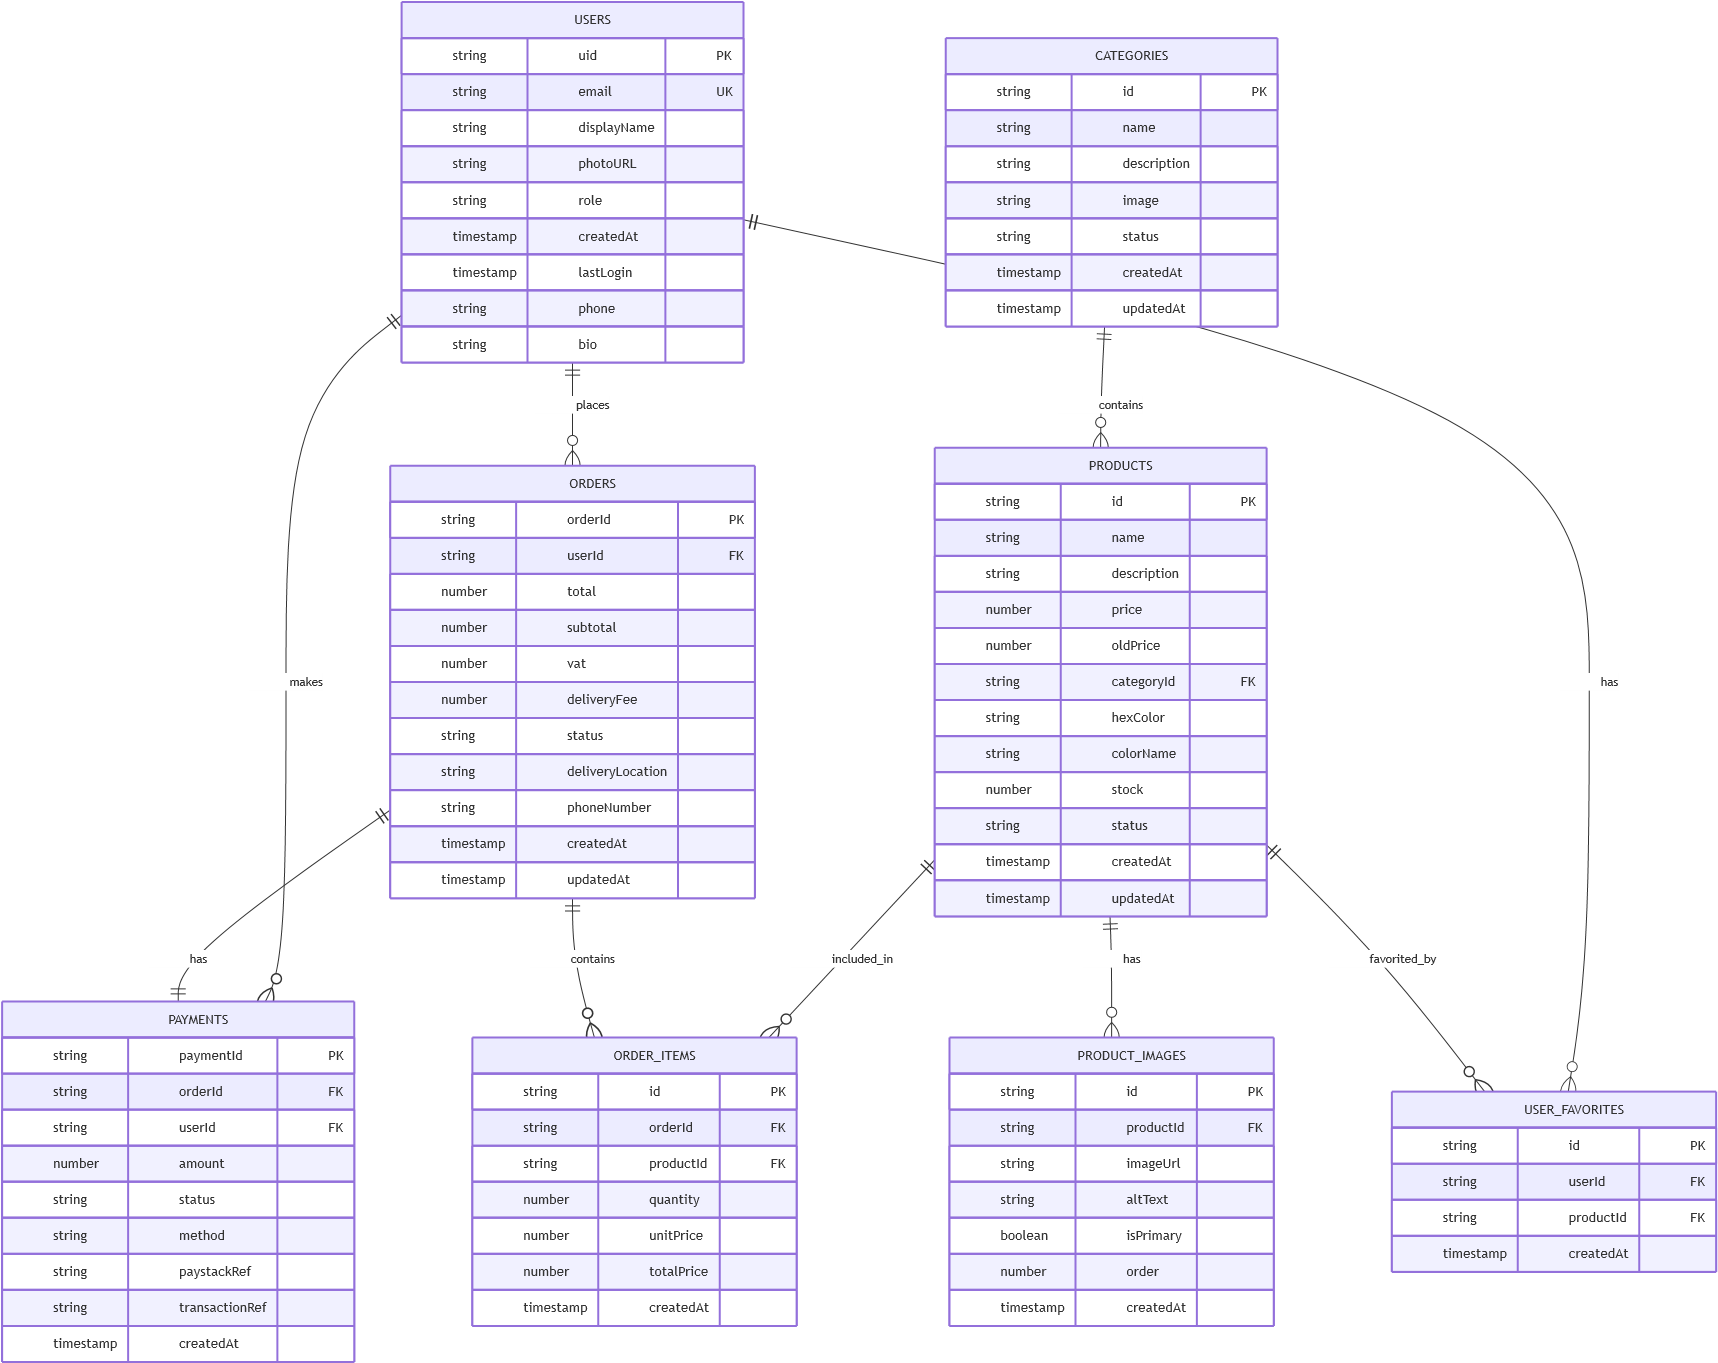 USERS
string uid PK
string email UK
string displayName
string photoURL
string role
timestamp createdAt
timestamp lastLogin
string phone
string bio
CATEGORIES
string id PK
string name
string description
string image
string status
timestamp createdAt
timestamp updatedAt
places
contains
ORDERS
string orderId PK
string userId FK
number total
number subtotal
number vat
number deliveryFee
string status
string deliveryLocation
string phoneNumber
timestamp createdAt
timestamp updatedAt
PRODUCTS
string id PK
string name
string description
number price
number oldPrice
string categoryId FK
string hexColor
string colorName
number stock
string status
timestamp createdAt
timestamp updatedAt
makes
has
has
contains
included_in
has
favorited_by
PAYMENTS
string paymentId PK
string orderId FK
string userId FK
number amount
string status
string method
string paystackRef
string transactionRef
timestamp createdAt
ORDER_ITEMS
string id PK
string orderId FK
string productId FK
number quantity
number unitPrice
number totalPrice
timestamp createdAt
PRODUCT_IMAGES
string id PK
string productId FK
string imageUrl
string altText
boolean isPrimary
number order
timestamp createdAt
USER_FAVORITES
string id PK
string userId FK
string productId FK
timestamp createdAt